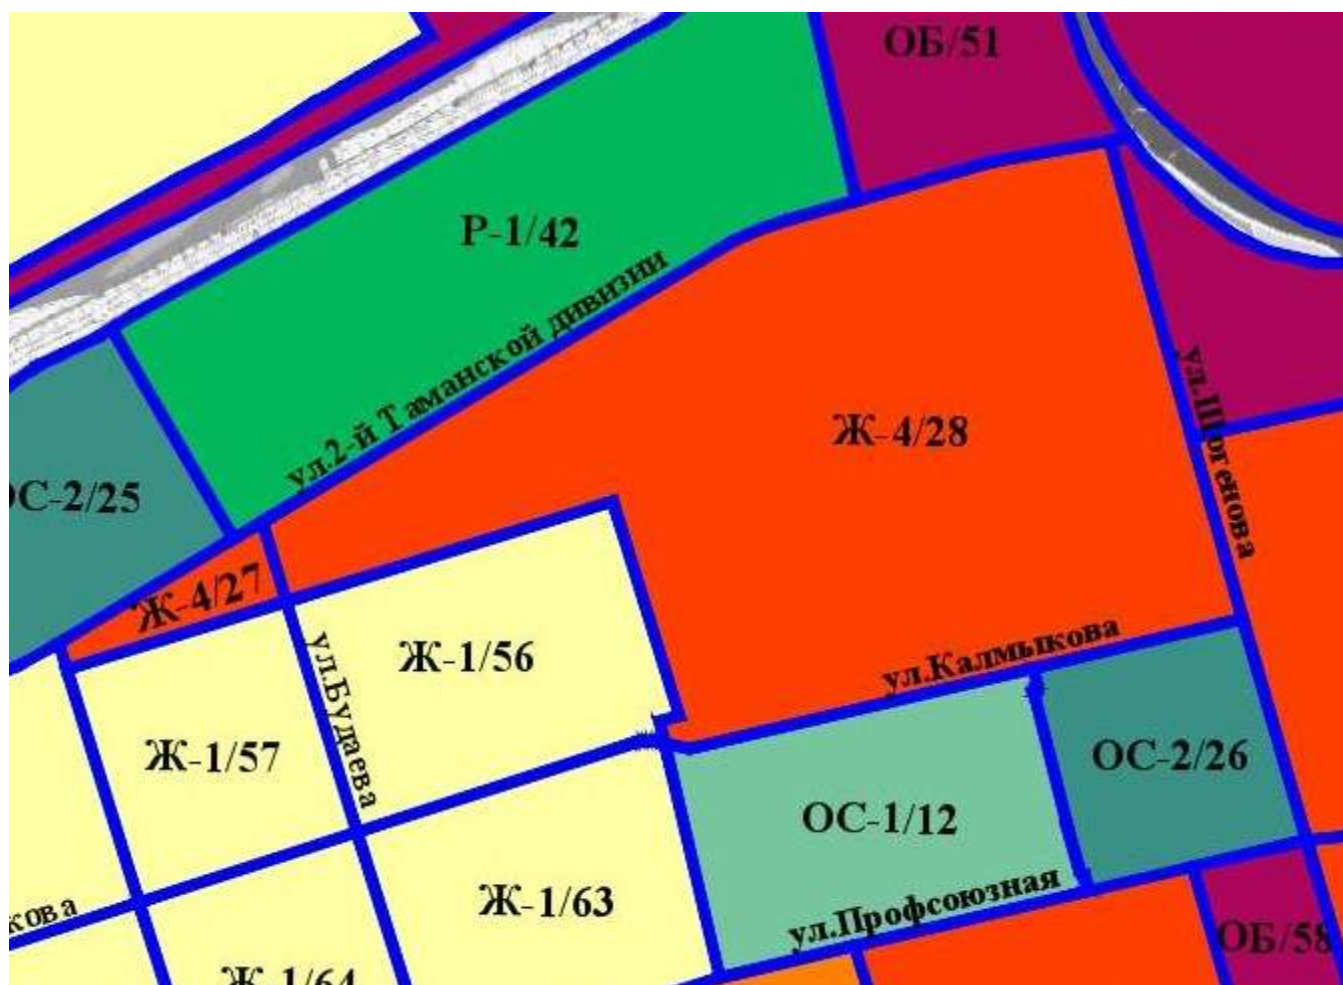 ОБ/51
Р-1/42
ул.2-й Таманской дивизии
Ж-4/28
ул.Шогенова
ОС-2/25
Ж-4/27
Ж-1/56
ул.Калмыкова
ул.Будаева
Ж-1/57
ОС-2/26
ОС-1/12
Ж-1/63
ул.Профсоюзная
кова
ОБ/58
Ж-1/64